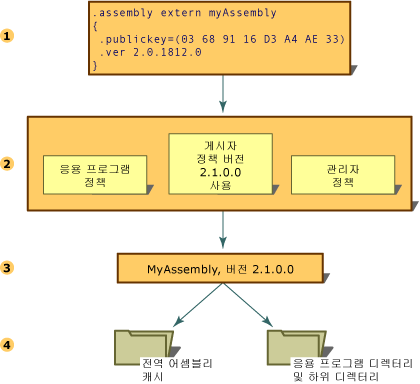 1
.assembly extern myAssembly
{
.publickey=(03 68 91 16 D3 A4 AE 33)
.ver 2.0.1812.0
}
2
응용 프로그램
정책
게시자
정책 버전
2.1.0.0
사용
관리자
정책
3
MyAssembly, 버전 2.1.0.0
4
전역 어셈블리
캐시
응용 프로그램 디렉터리
및 하위 디렉터리